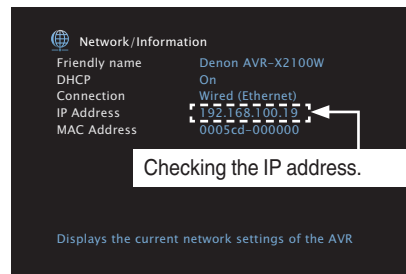 Network/Information
Friendly name Denon AVR-X2100W
DHCP On
Connection Wired (Ethernet)
IP Address 192.168.100.19
MAC Address 0005cd-000000
Checking the IP address.
Displays the current network settings of the AVR